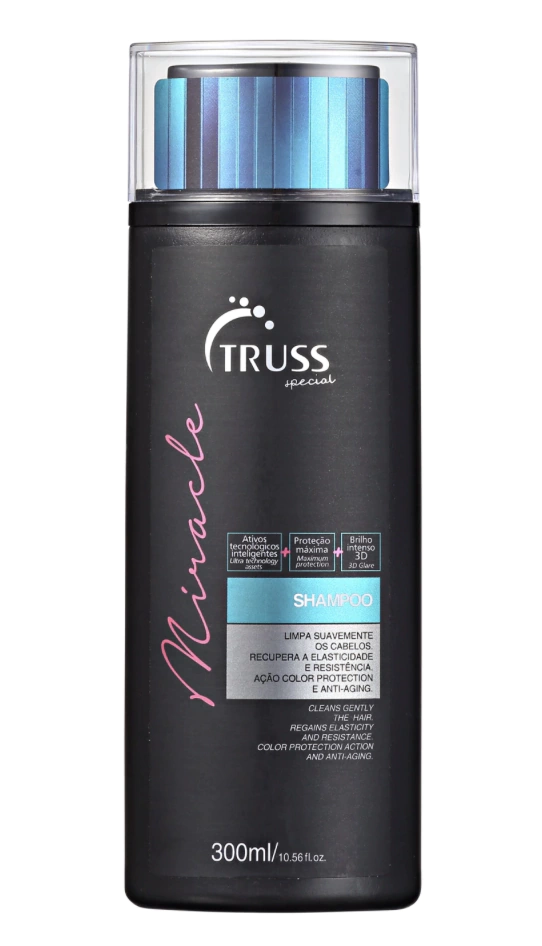 TRUSS
special
Miracle
Ativos
tecnológicos
inteligentes
Ultra technology
assets
+
Proteção
máxima
Maximum
protection
+
Brilho
intenso
3D
3D Glare
SHAMPOO
LIMPA SUAVEMENTE
OS CABELOS.
RECUPERA A ELASTICIDADE
E RESISTÊNCIA.
AÇÃO COLOR PROTECTION
E ANTI-AGING.
CLEANS GENTLY
THE HAIR.
REGAINS ELASTICITY
AND RESISTANCE.
COLOR PROTECTION ACTION
AND ANTI-AGING.
300ml/10.56fl.oz.